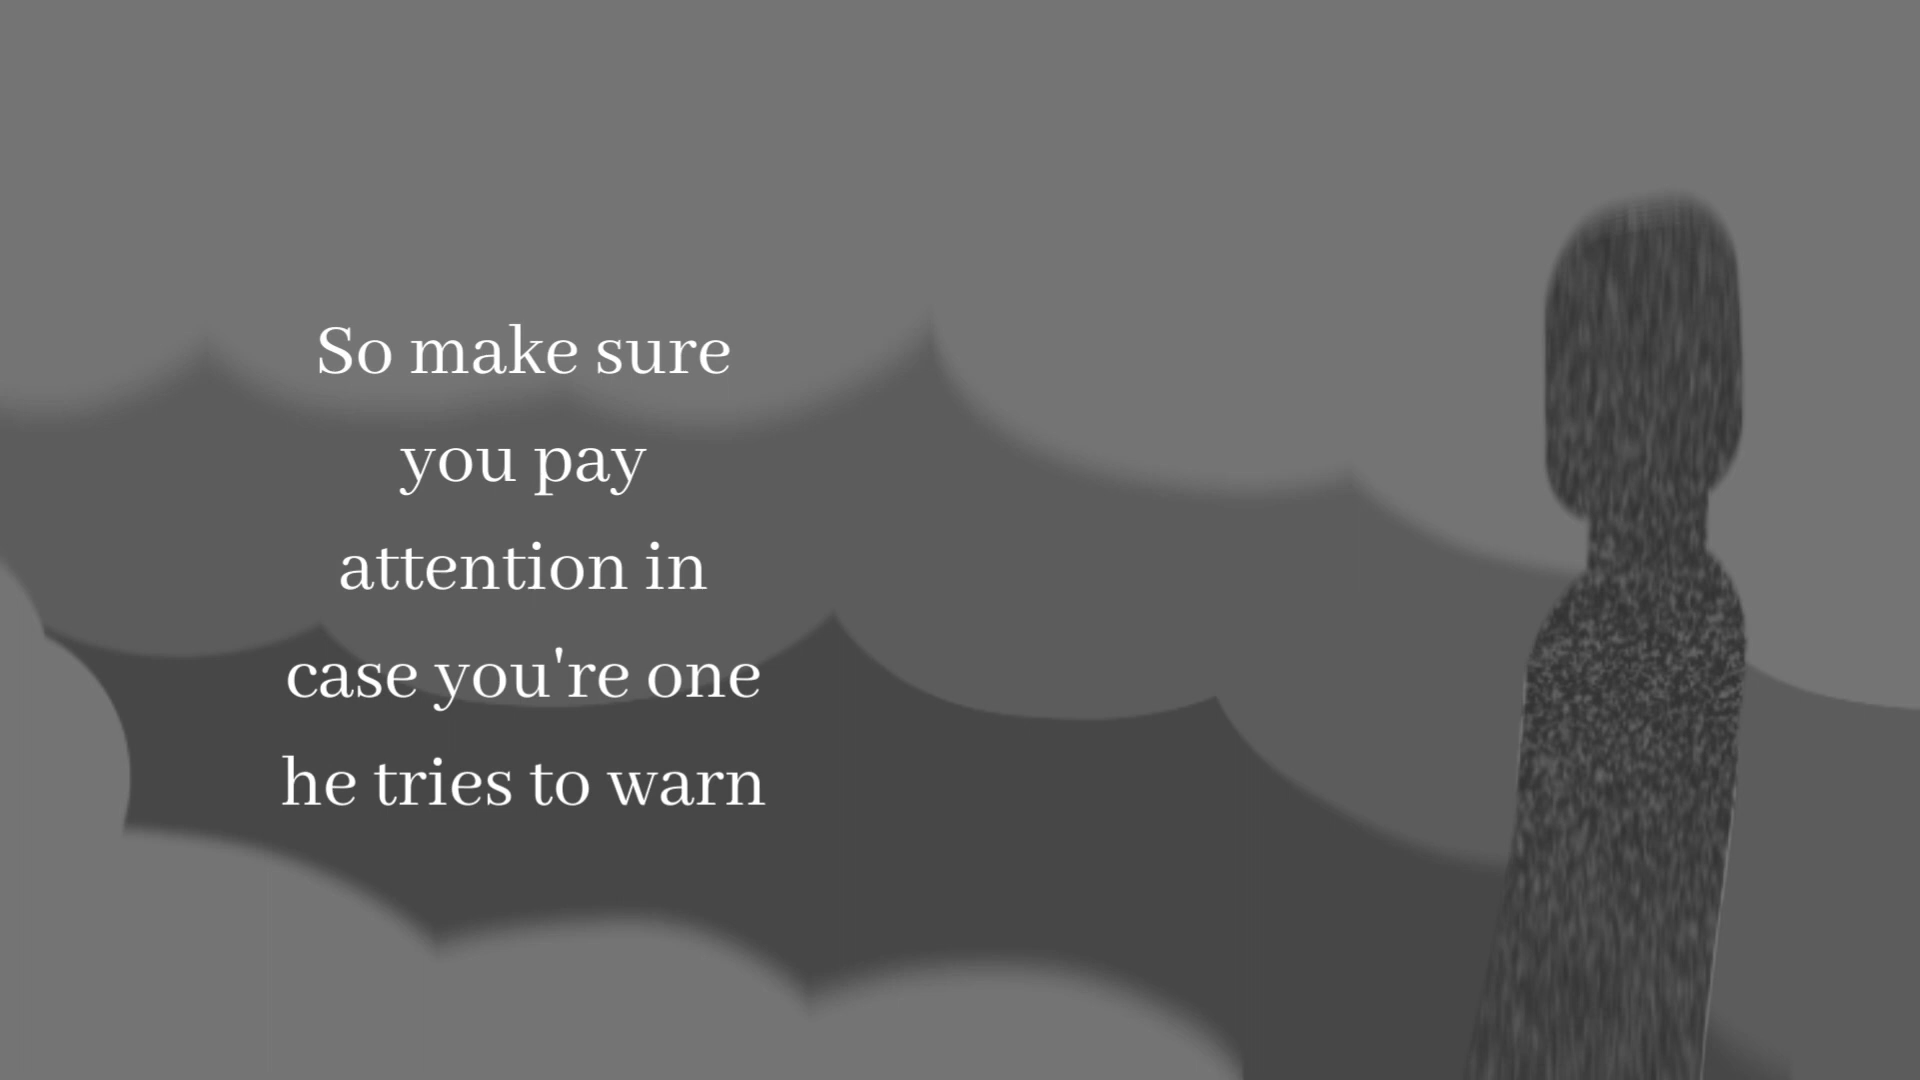 So make sure
you pay
attention in
case you're one
he tries to warn